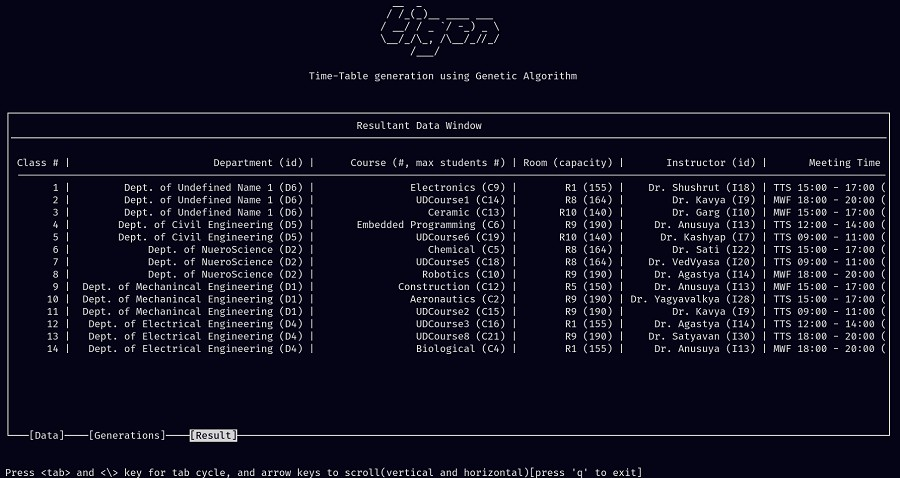 Time-Table generation using Genetic Algorithm
Resultant Data Window
Class # | Department (id) | Course (#, max students #) | Room (capacity) | Instructor (id) | Meeting Time
1 | Dept. of Undefined Name 1 (D6) | Electronics (C9) | R1 (155) | Dr. Shushrut (I18) | TTS 15:00 - 17:00 (
2 | Dept. of Undefined Name 1 (D6) | UDCourse1 (C14) | R8 (164) | Dr. Kavya (I9) | MWF 18:00 - 20:00 (
3 | Dept. of Undefined Name 1 (D6) | Ceramic (C13) | R10 (140) | Dr. Garg (I10) | MWF 15:00 - 17:00 (
4 | Dept. of Civil Engineering (D5) | Embedded Programming (C6) | R9 (190) | Dr. Anusuya (I13) | TTS 12:00 - 14:00 (
5 | Dept. of Civil Engineering (D5) | UDCourse6 (C19) | R10 (140) | Dr. Kashyap (I7) | TTS 09:00 - 11:00 (
6 | Dept. of NueroScience (D2) | Chemical (C5) | R8 (164) | Dr. Sati (I22) | TTS 15:00 - 17:00 (
7 | Dept. of NueroScience (D2) | UDCourse5 (C18) | R8 (164) | Dr. VedVyasa (I20) | TTS 09:00 - 11:00 (
8 | Dept. of NueroScience (D2) | Robotics (C10) | R9 (190) | Dr. Agastya (I14) | MWF 18:00 - 20:00 (
9 | Dept. of Mechanincal Engineering (D1) | Construction (C12) | R5 (150) | Dr. Anusuya (I13) | MWF 15:00 - 17:00 (
10 | Dept. of Mechanincal Engineering (D1) | Aeronautics (C2) | R9 (190) | Dr. Yagyavalkya (I28) | TTS 15:00 - 17:00 (
11 | Dept. of Mechanincal Engineering (D1) | UDCourse2 (C15) | R9 (190) | Dr. Kavya (I9) | TTS 09:00 - 11:00 (
12 | Dept. of Electrical Engineering (D4) | UDCourse3 (C16) | R1 (155) | Dr. Agastya (I14) | TTS 12:00 - 14:00 (
13 | Dept. of Electrical Engineering (D4) | UDCourse8 (C21) | R9 (190) | Dr. Satyavan (I30) | TTS 18:00 - 20:00 (
14 | Dept. of Electrical Engineering (D4) | Biological (C4) | R1 (155) | Dr. Anusuya (I13) | MWF 18:00 - 20:00 (
[Data] [Generations] [Result]
Press <tab> and <\> key for tab cycle, and arrow keys to scroll(vertical and horizontal)[press 'q' to exit]